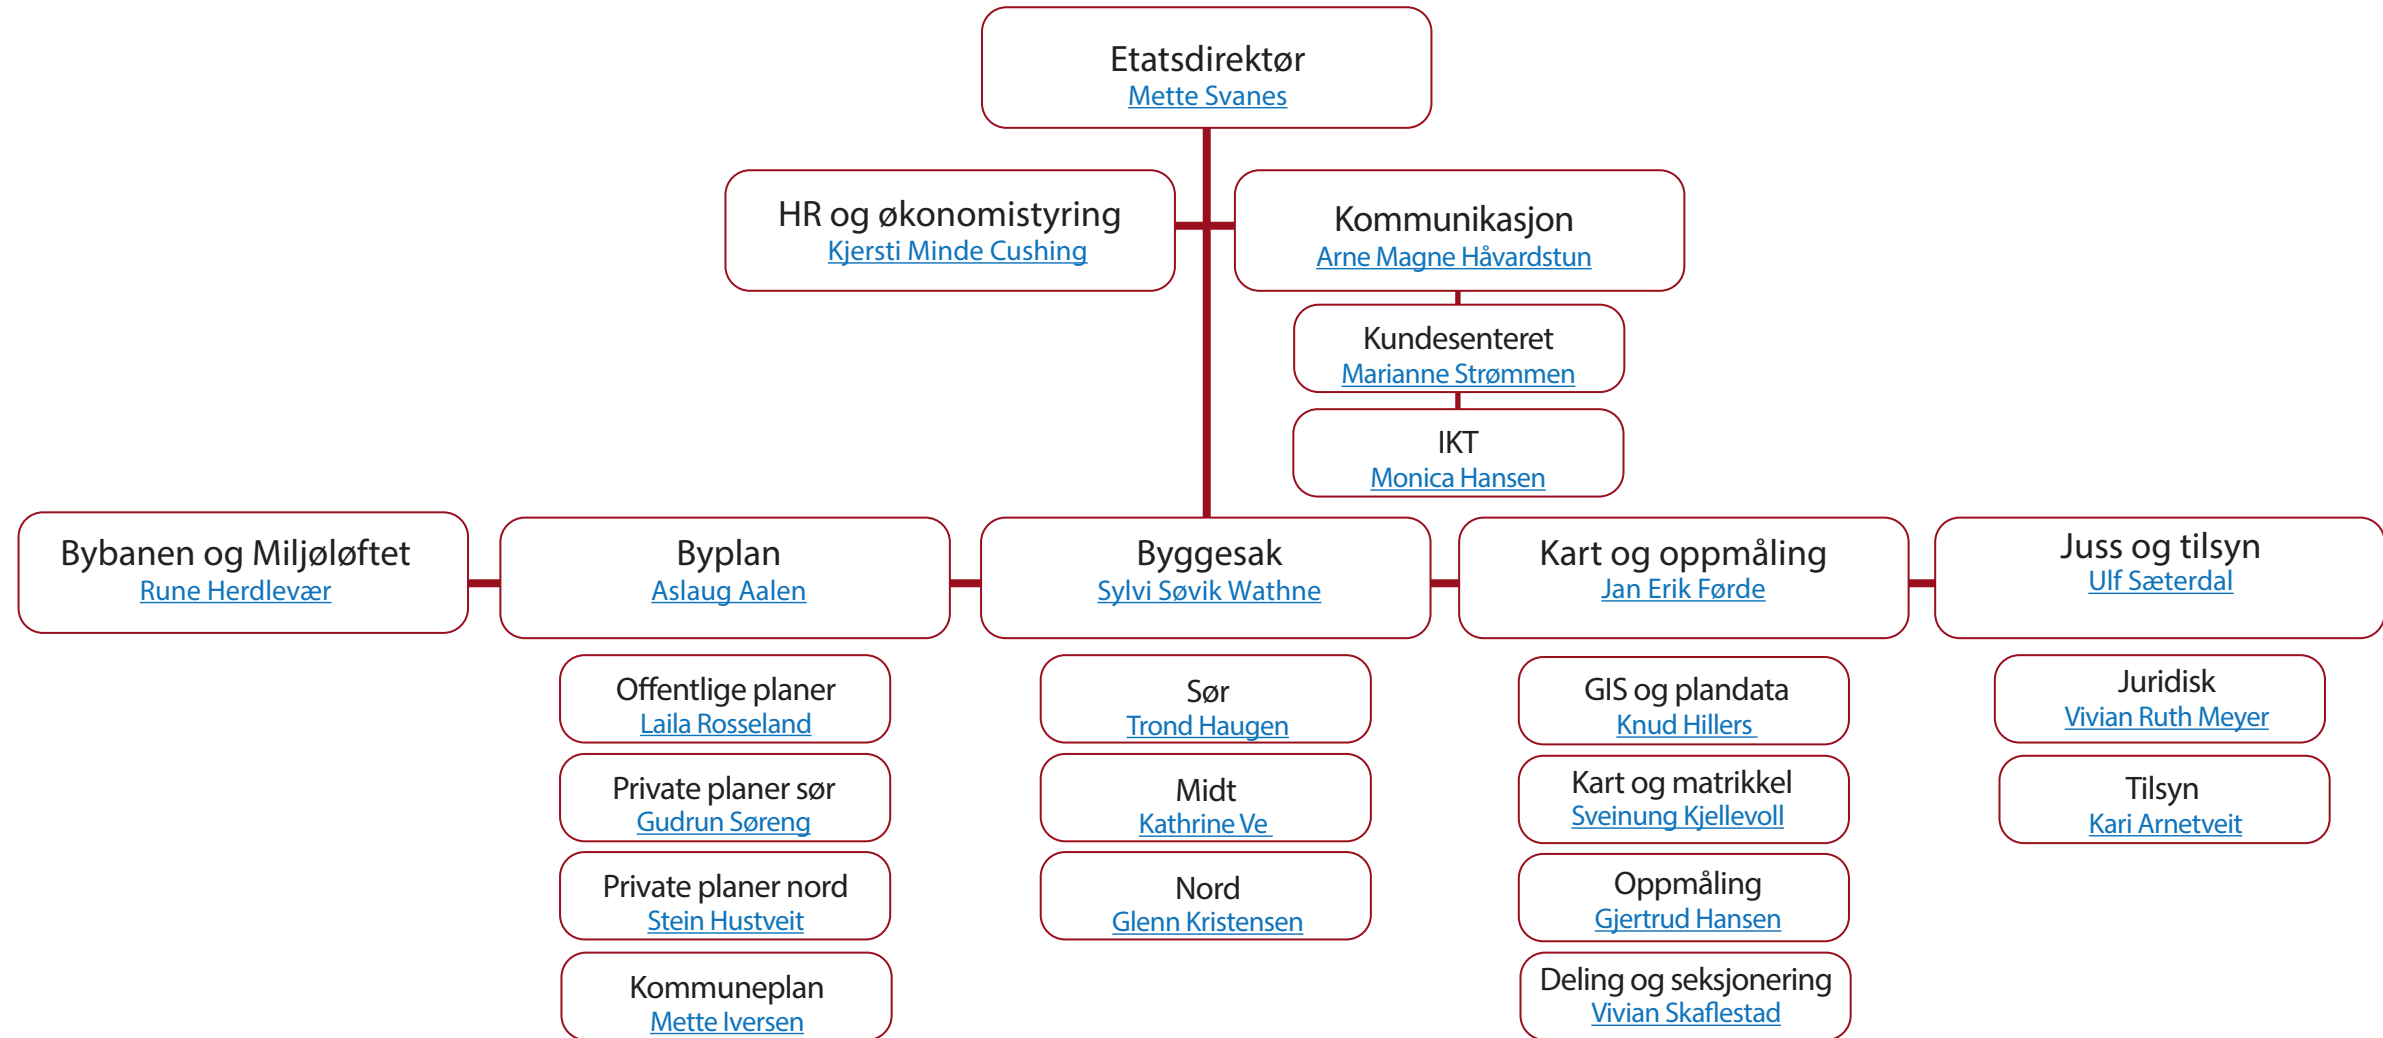 Etatsdirektør
Mette Svanes
HR og økonomistyring
Kjersti Minde Cushing
Kommunikasjon
Arne Magne Håvardstun
Kundesenteret
Marianne Strømmen
IKT
Monica Hansen
Bybanen og Miljøløftet
Rune Herdlevær
Byplan
Aslaug Aalen
Byggesak
Sylvi Søvik Wathne
Kart og oppmåling
Jan Erik Førde
Juss og tilsyn
Ulf Sæterdal
Offentlige planer
Laila Rosseland
Private planer sør
Gudrun Søreng
Private planer nord
Stein Hustveit
Kommuneplan
Mette Iversen
Sør
Trond Haugen
Midt
Kathrine Ve
Nord
Glenn Kristensen
GIS og plandata
Knud Hillers
Kart og matrikkel
Sveinung Kjellevoll
Oppmåling
Gjertrud Hansen
Deling og seksjonering
Vivian Skaflestad
Juridisk
Vivian Ruth Meyer
Tilsyn
Kari Arnetveit